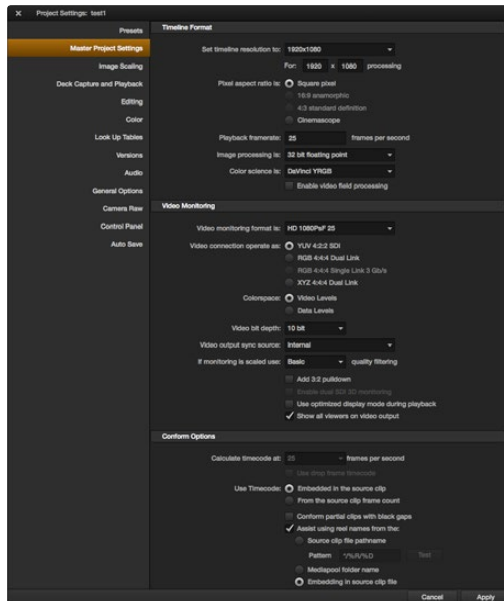 Project Settings: test1
Presets
Master Project Settings
Image Scaling
Deck Capture and Playback
Editing
Color
Look Up Tables
Versions
Audio
General Options
Camera Raw
Control Panel
Auto Save
Timeline Format
Set timeline resolution to: 1920x1080
For: 1920 x 1080 processing
Pixel aspect ratio is: Square pixel
16:9 anamorphic
4:3 standard definition
Cinemascope
Playback framerate: 25 frames per second
Image processing is: 32 bit floating point
Color science is: DaVinci YRGB
Enable video field processing
Video Monitoring
Video monitoring format is: HD 1080PsF 25
Video connection operate as: YUV 4:2:2 SDI
RGB 4:4:4 Dual Link
RGB 4:4:4 Single Link 3 Gb/s
XYZ 4:4:4 Dual Link
Colorspace: Video Levels
Data Levels
Video bit depth: 10 bit
Video output sync source: Internal
If monitoring is scaled use: Basic quality filtering
Add 3:2 pulldown
Enable dual SDI 3D monitoring
Use optimized display mode during playback
Show all viewers on video output
Conform Options
Calculate timecode at: 25 frames per second
Use drop frame timecode
Use Timecode: Embedded in the source clip
From the source clip frame count
Conform partial clips with black gaps
Assist using reel names from the:
Source clip file pathname
Pattern */%R/%D Test
Mediapool folder name
Embedding in source clip file
Cancel Apply